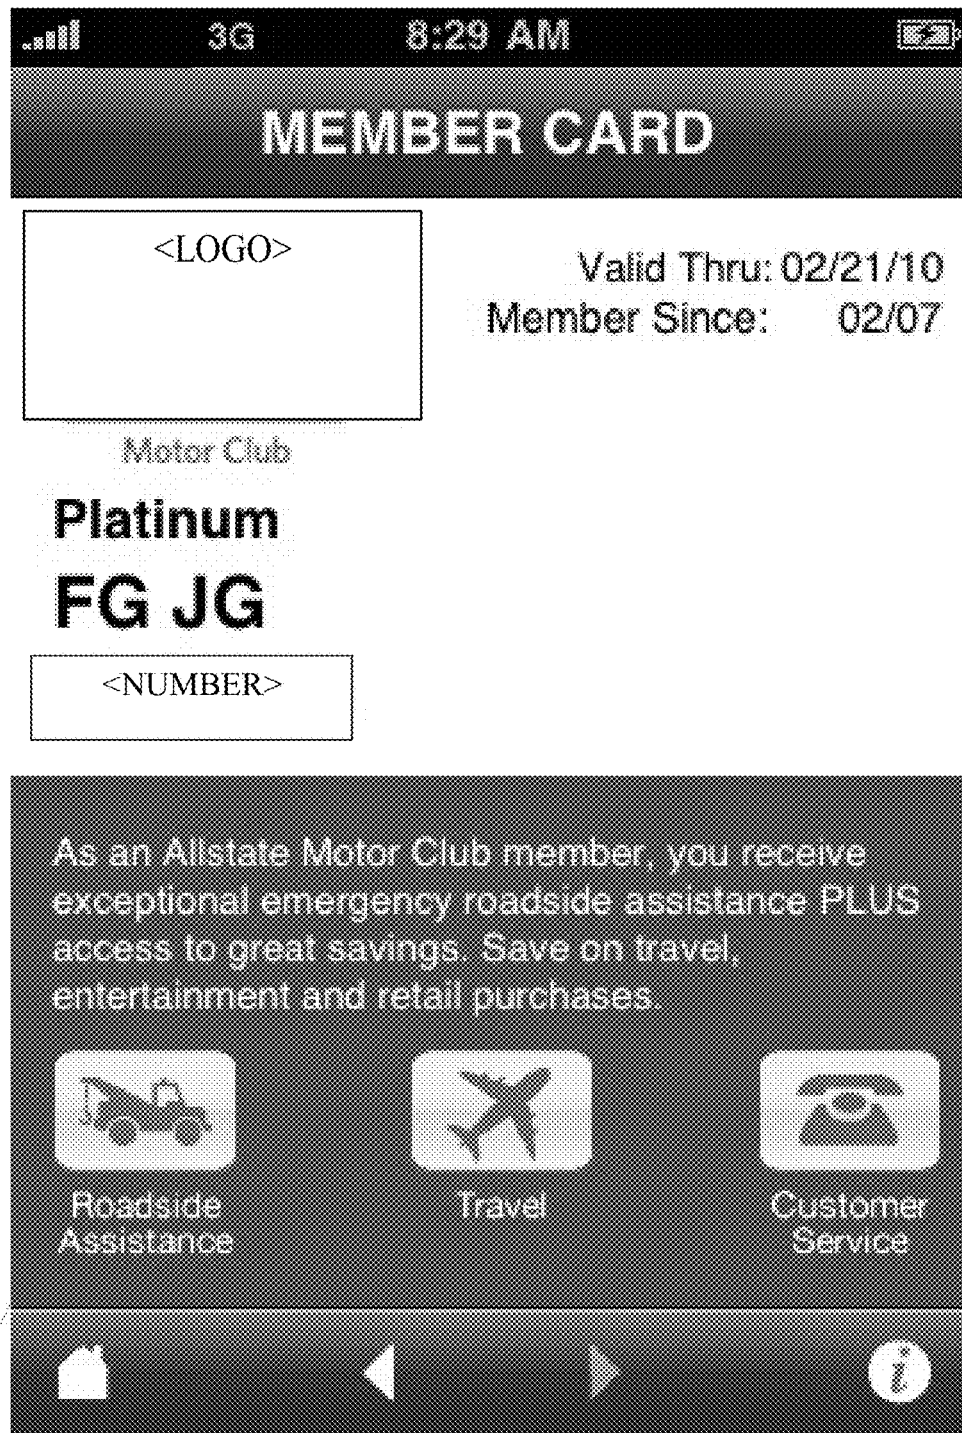 3G 8:29 AM
MEMBER CARD
<LOGO>
Valid Thru: 02/21/10
Member Since: 02/07
Motor Club
Platinum
FG JG
<NUMBER>
As an Allstate Motor Club member, you receive
exceptional emergency roadside assistance PLUS
access to great savings. Save on travel,
entertainment and retail purchases.
Roadside
Assistance
Travel
Customer
Service
i